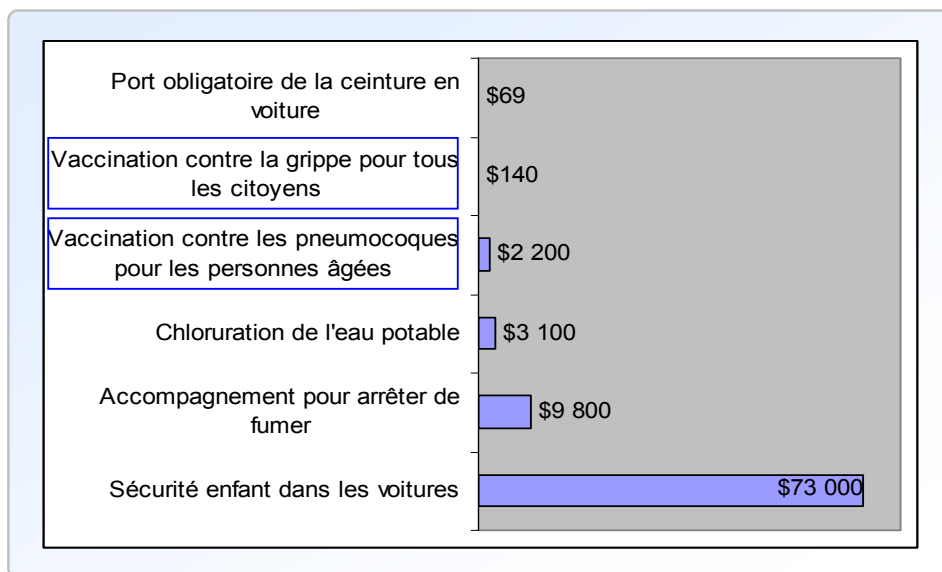 Port obligatoire de la ceinture en
voiture
$69
Vaccination contre la grippe pour tous
les citoyens
$140
Vaccination contre les pneumocoques
pour les personnes âgées
$2 200
Chloruration de l'eau potable
$3 100
Accompagnement pour arrêter de
fumer
$9 800
Sécurité enfant dans les voitures
$73 000